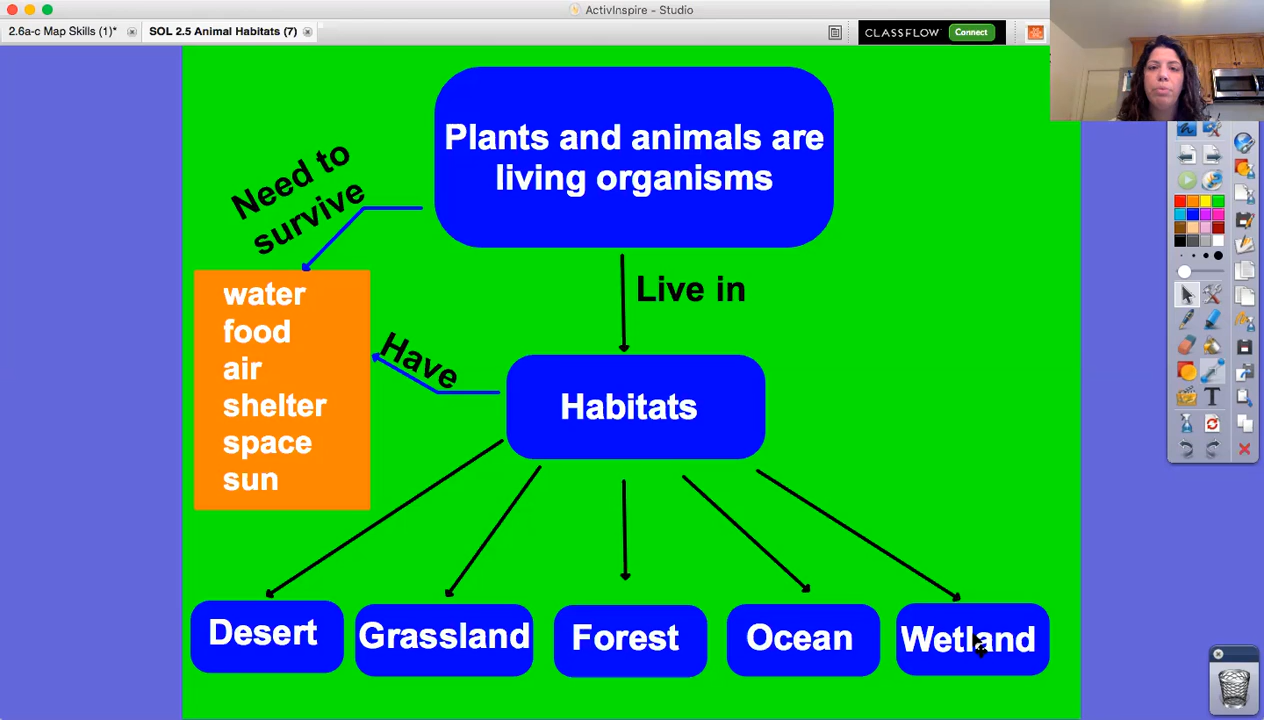 ActivInspire - Studio
2.6a-c Map Skills (1)*
SOL 2.5 Animal Habitats (7)
CLASSFLOW Connect
Plants and animals are
living organisms
Need to
survive
Live in
water
food
air
shelter
space
sun
Have
Habitats
Desert
Grassland
Forest
Ocean
Wetland
T